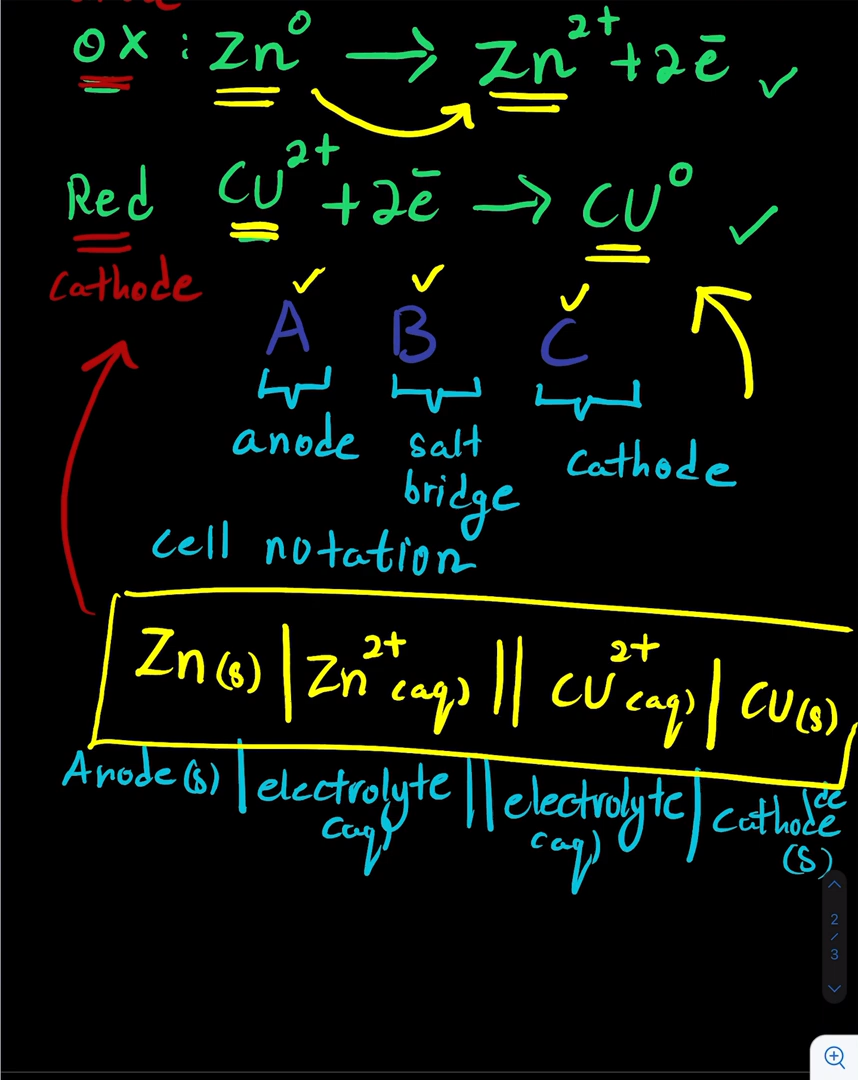 OX : Zn⁰ → Zn²⁺ + 2e̅ ✓
Red CU²⁺ + 2e̅ → CU⁰ ✓
Cathode
A B C
anode salt bridge cathode
cell notation
Zn(s) | Zn²⁺(aq) || CU²⁺(aq) | CU(s)
Anode (s) | electrolyte (aq) || electrolyte (aq) | cathode (s)
2
/
3